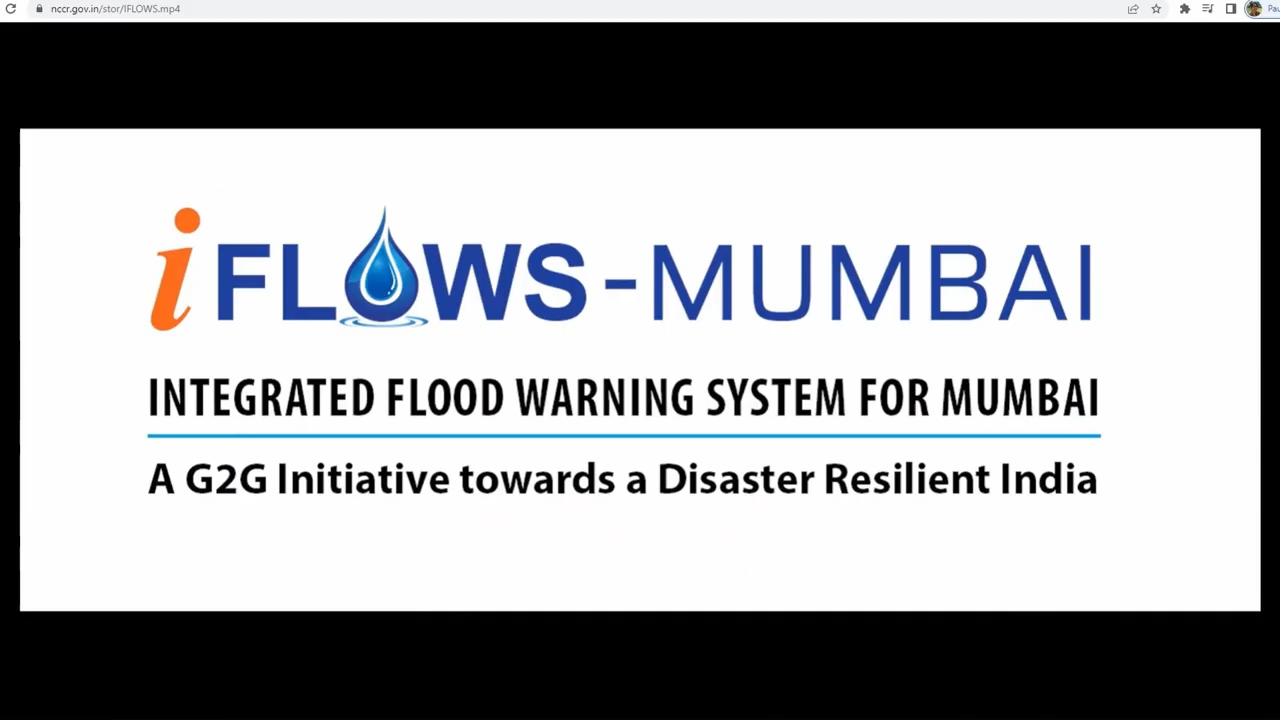 nccr.gov.in/stor/IFLOWS.mp4
iFLOWS-MUMBAI
INTEGRATED FLOOD WARNING SYSTEM FOR MUMBAI
A G2G Initiative towards a Disaster Resilient India